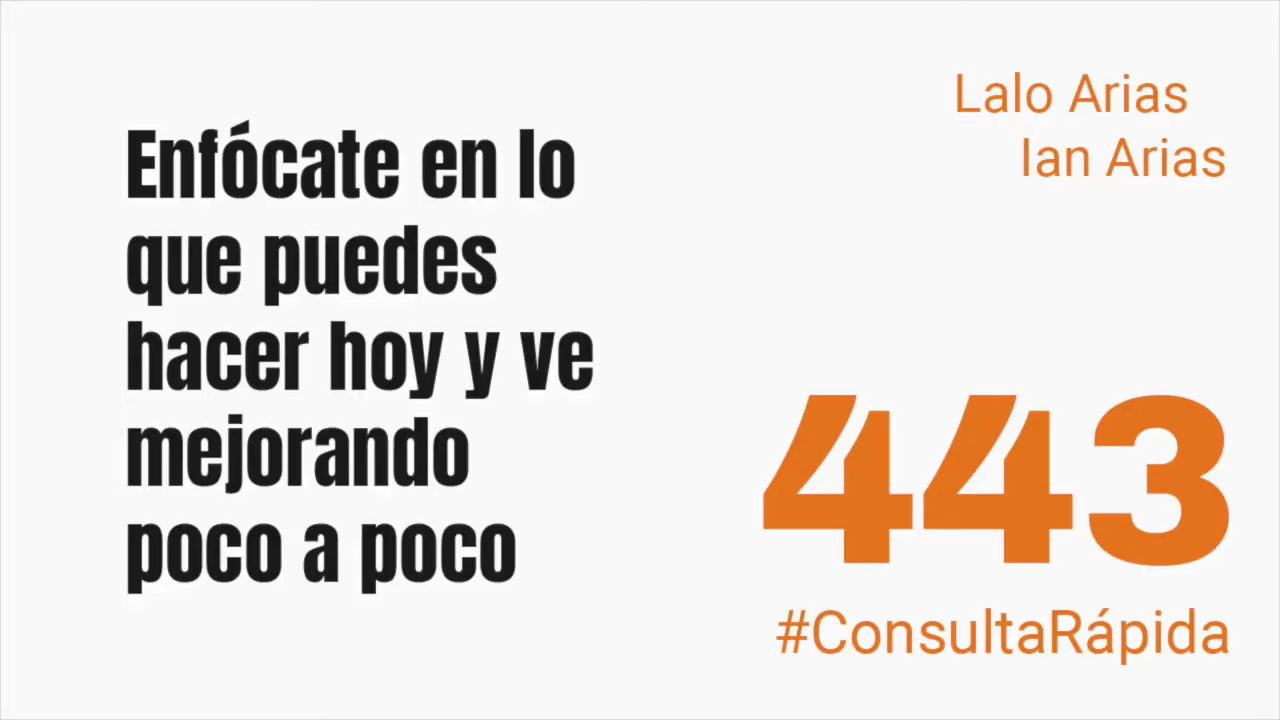 Enfócate en lo
que puedes
hacer hoy y ve
mejorando
poco a poco
Lalo Arias
Ian Arias
443
#ConsultaRápida